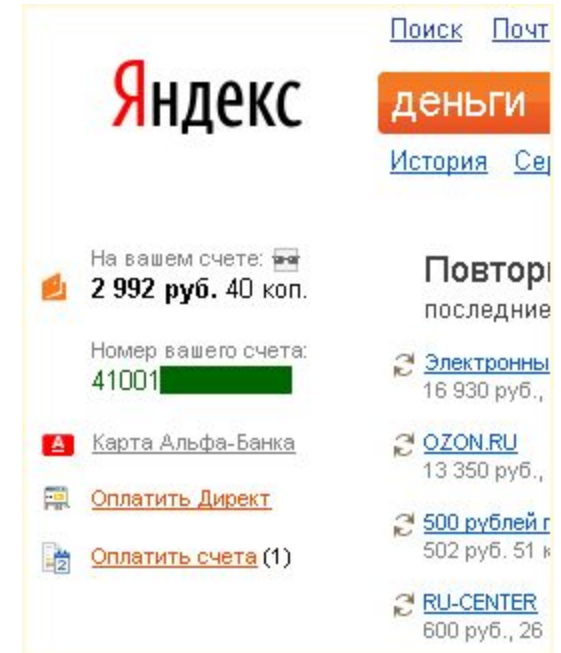 Поиск Почт
Яндекс
деньги
История Сер
На вашем счете:
2 992 руб. 40 коп.
Номер вашего счета:
41001
Карта Альфа-Банка
Оплатить Директ
Оплатить счета (1)
Повтори
последние
Электронны
16 930 руб.,
OZON.RU
13 350 руб.,
500 рублей г
502 руб. 51 к
RU-CENTER
600 руб., 26